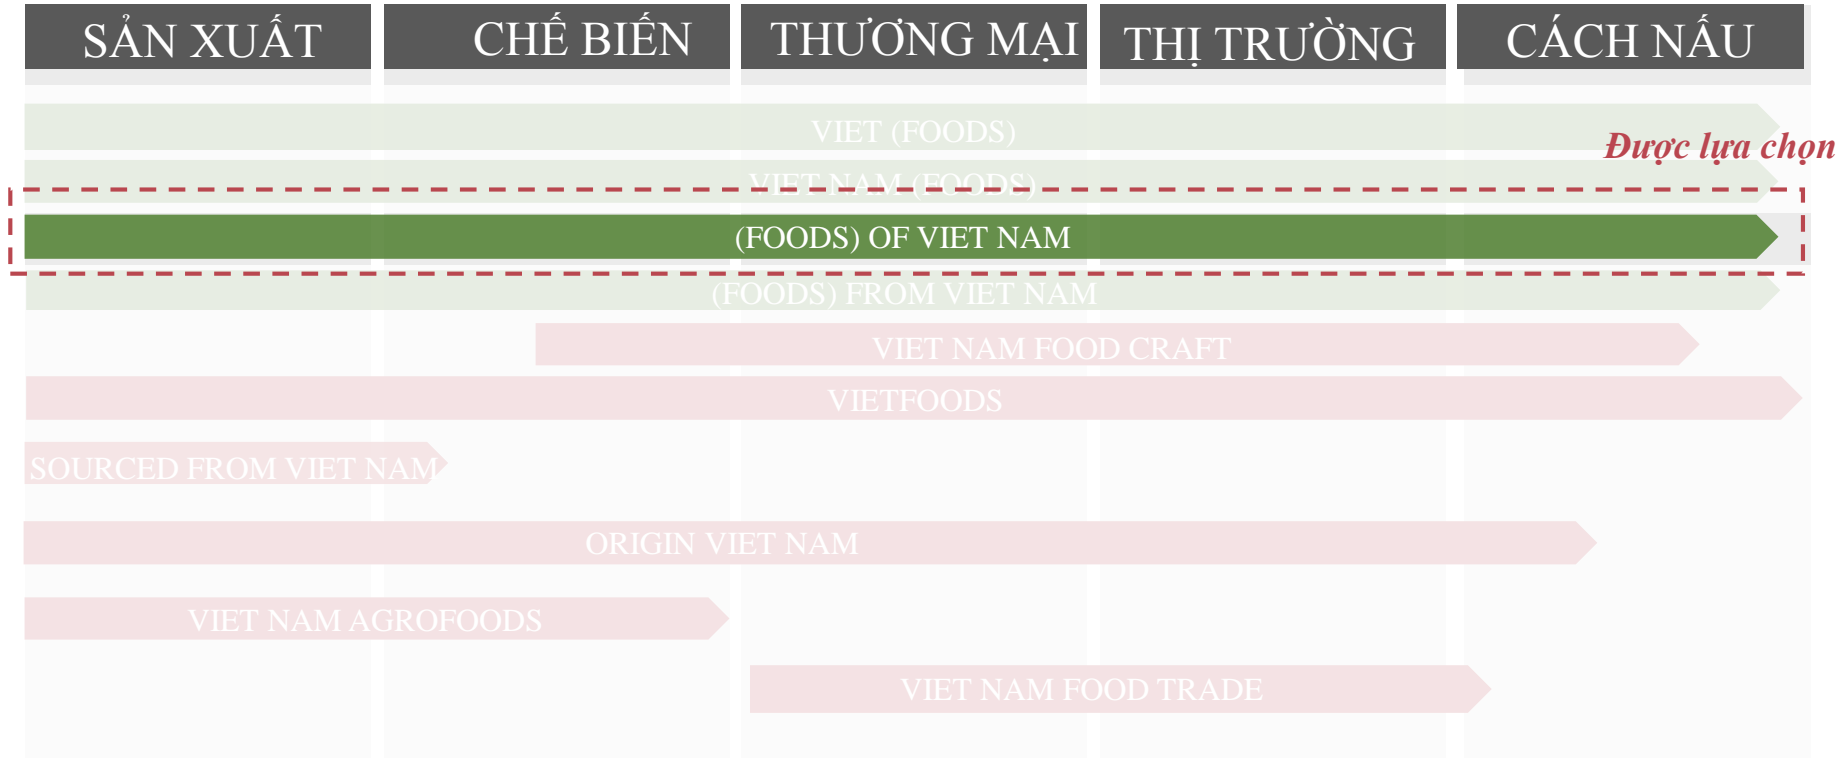 SẢN XUẤT
CHẾ BIẾN
THƯƠNG MẠI
THỊ TRƯỜNG
CÁCH NẤU
VIET (FOODS)
Được lựa chọn
VIET NAM (FOODS)
(FOODS) OF VIET NAM
(FOODS) FROM VIET NAM
VIET NAM FOOD CRAFT
VIETFOODS
SOURCED FROM VIET NAM
ORIGIN VIET NAM
VIET NAM AGROFOODS
VIET NAM FOOD TRADE